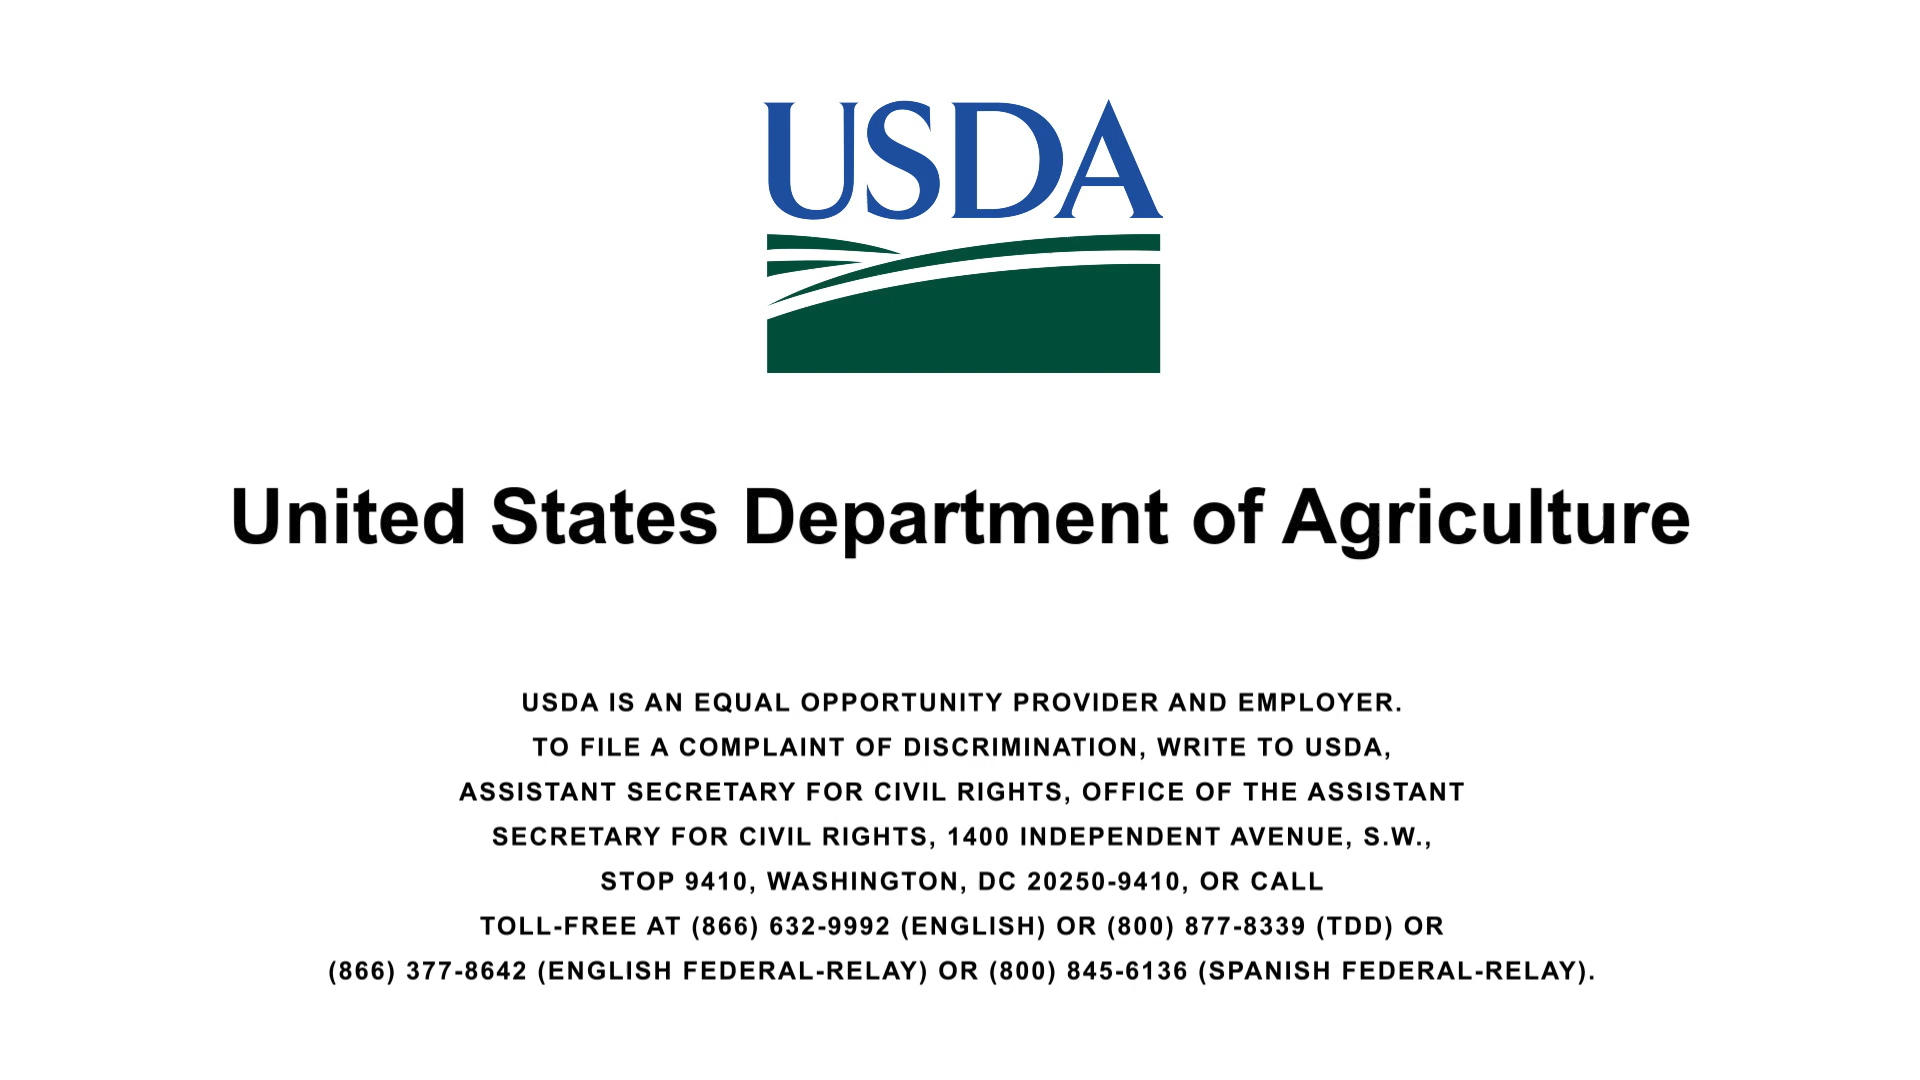 USDA
United States Department of Agriculture
USDA IS AN EQUAL OPPORTUNITY PROVIDER AND EMPLOYER.
TO FILE A COMPLAINT OF DISCRIMINATION, WRITE TO USDA,
ASSISTANT SECRETARY FOR CIVIL RIGHTS, OFFICE OF THE ASSISTANT
SECRETARY FOR CIVIL RIGHTS, 1400 INDEPENDENT AVENUE, S.W.,
STOP 9410, WASHINGTON, DC 20250-9410, OR CALL
TOLL-FREE AT (866) 632-9992 (ENGLISH) OR (800) 877-8339 (TDD) OR
(866) 377-8642 (ENGLISH FEDERAL-RELAY) OR (800) 845-6136 (SPANISH FEDERAL-RELAY).